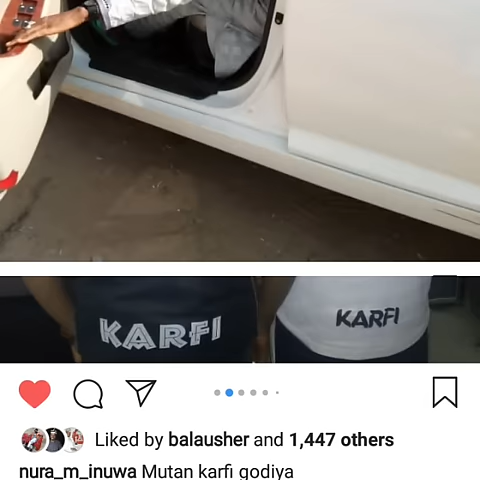 KARFI
KARFI
Liked by balausher and 1,447 others
nura_m_inuwa Mutan karfi godiya